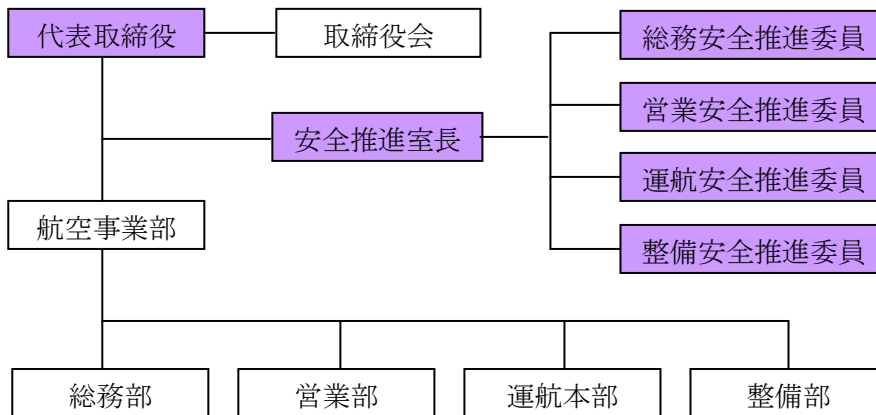 代表取締役
取締役会
総務安全推進委員
営業安全推進委員
安全推進室長
運航安全推進委員
航空事業部
整備安全推進委員
総務部
営業部
運航本部
整備部